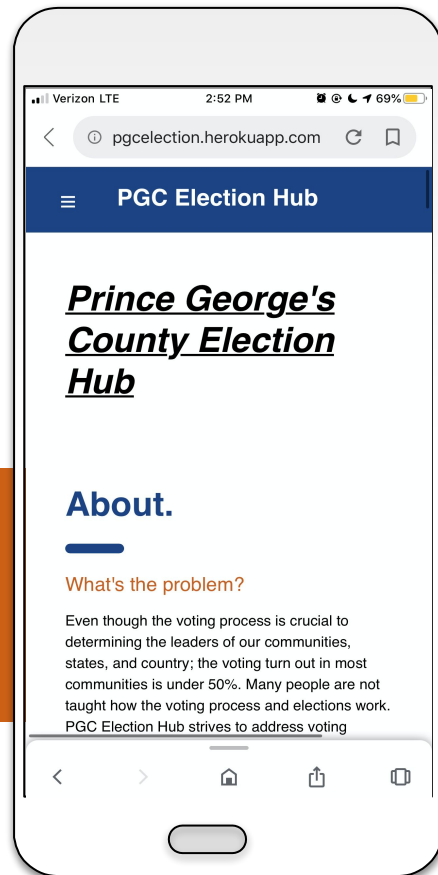 Verizon LTE 2:52 PM 69%
pgcelection.herokuapp.com
PGC Election Hub
Prince George's
County Election
Hub
About.
What's the problem?
Even though the voting process is crucial to
determining the leaders of our communities,
states, and country; the voting turn out in most
communities is under 50%. Many people are not
taught how the voting process and elections work.
PGC Election Hub strives to address voting